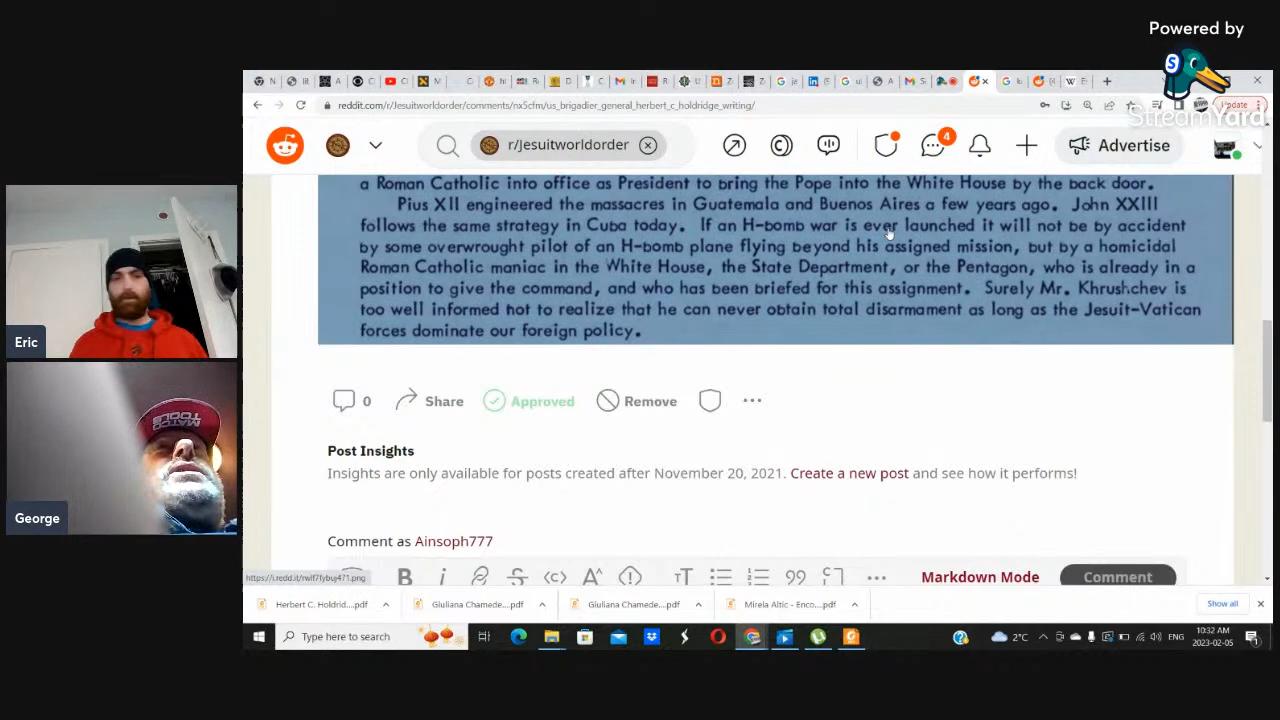 Powered by
StreamYard
reddit.com/r/Jesuitworldorder/comments/nx5cfm/us_brigadier_general_herbert_c_holdridge_writing/
Update
r/Jesuitworldorder
4
Advertise
a Roman Catholic into office as President to bring the Pope into the White House by the back door.
Pius XII engineered the massacres in Guatemala and Buenos Aires a few years ago. John XXIII
follows the same strategy in Cuba today. If an H-bomb war is ever launched it will not be by accident
by some overwrought pilot of an H-bomb plane flying beyond his assigned mission, but by a homicidal
Roman Catholic maniac in the White House, the State Department, or the Pentagon, who is already in a
position to give the command, and who has been briefed for this assignment. Surely Mr. Khrushchev is
too well informed not to realize that he can never obtain total disarmament as long as the Jesuit-Vatican
forces dominate our foreign policy.
Eric
George
0 Share Approved Remove
Post Insights
Insights are only available for posts created after November 20, 2021. Create a new post and see how it performs!
Comment as Ainsoph777
https://i.redd.it/rwlf7fybuj471.png
Markdown Mode
Comment
Herbert C. Holdrid....pdf
Giuliana Chamede....pdf
Giuliana Chamede....pdf
Mirela Altic - Enco....pdf
Show all
Type here to search
2°C
ENG
10:32 AM
2023-02-05